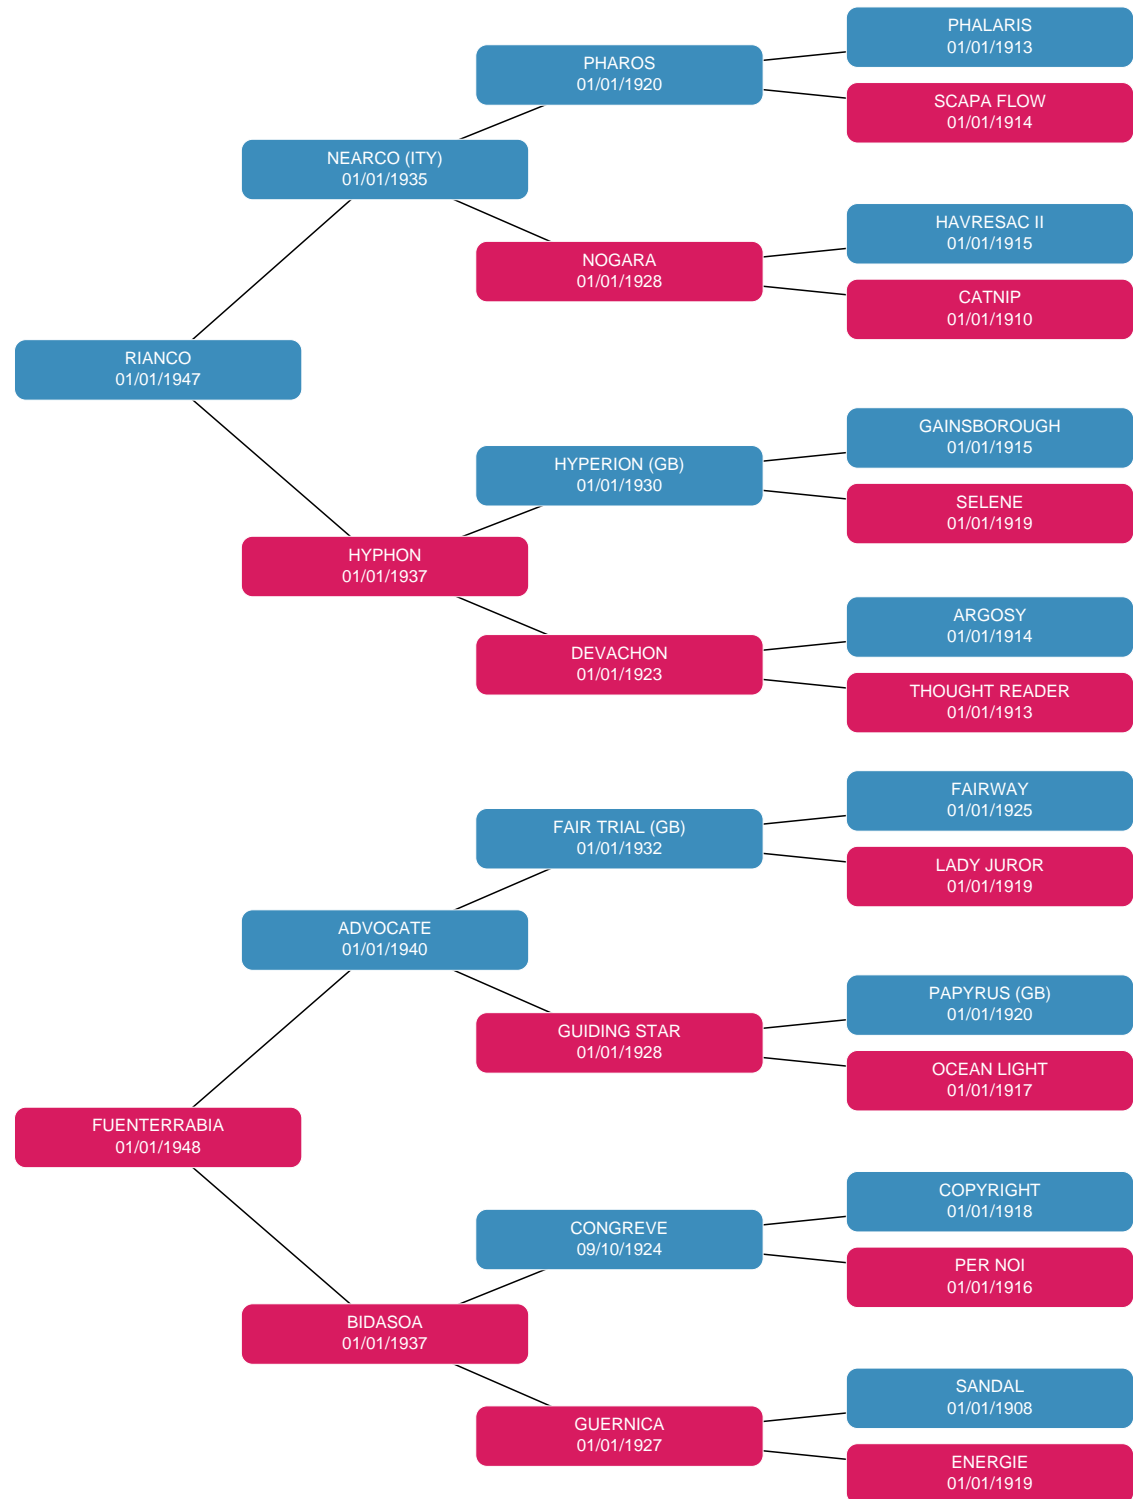 PHALARIS
01/01/1913
PHAROS
01/01/1920
SCAPA FLOW
01/01/1914
NEARCO (ITY)
01/01/1935
HAVRESAC II
01/01/1915
NOGARA
01/01/1928
CATNIP
01/01/1910
RIANCO
01/01/1947
GAINSBOROUGH
01/01/1915
HYPERION (GB)
01/01/1930
SELENE
01/01/1919
HYPHON
01/01/1937
ARGOSY
01/01/1914
DEVACHON
01/01/1923
THOUGHT READER
01/01/1913
FAIRWAY
01/01/1925
FAIR TRIAL (GB)
01/01/1932
LADY JUROR
01/01/1919
ADVOCATE
01/01/1940
PAPYRUS (GB)
01/01/1920
GUIDING STAR
01/01/1928
OCEAN LIGHT
01/01/1917
FUENTERRABIA
01/01/1948
COPYRIGHT
01/01/1918
CONGREVE
09/10/1924
PER NOI
01/01/1916
BIDASOA
01/01/1937
SANDAL
01/01/1908
GUERNICA
01/01/1927
ENERGIE
01/01/1919